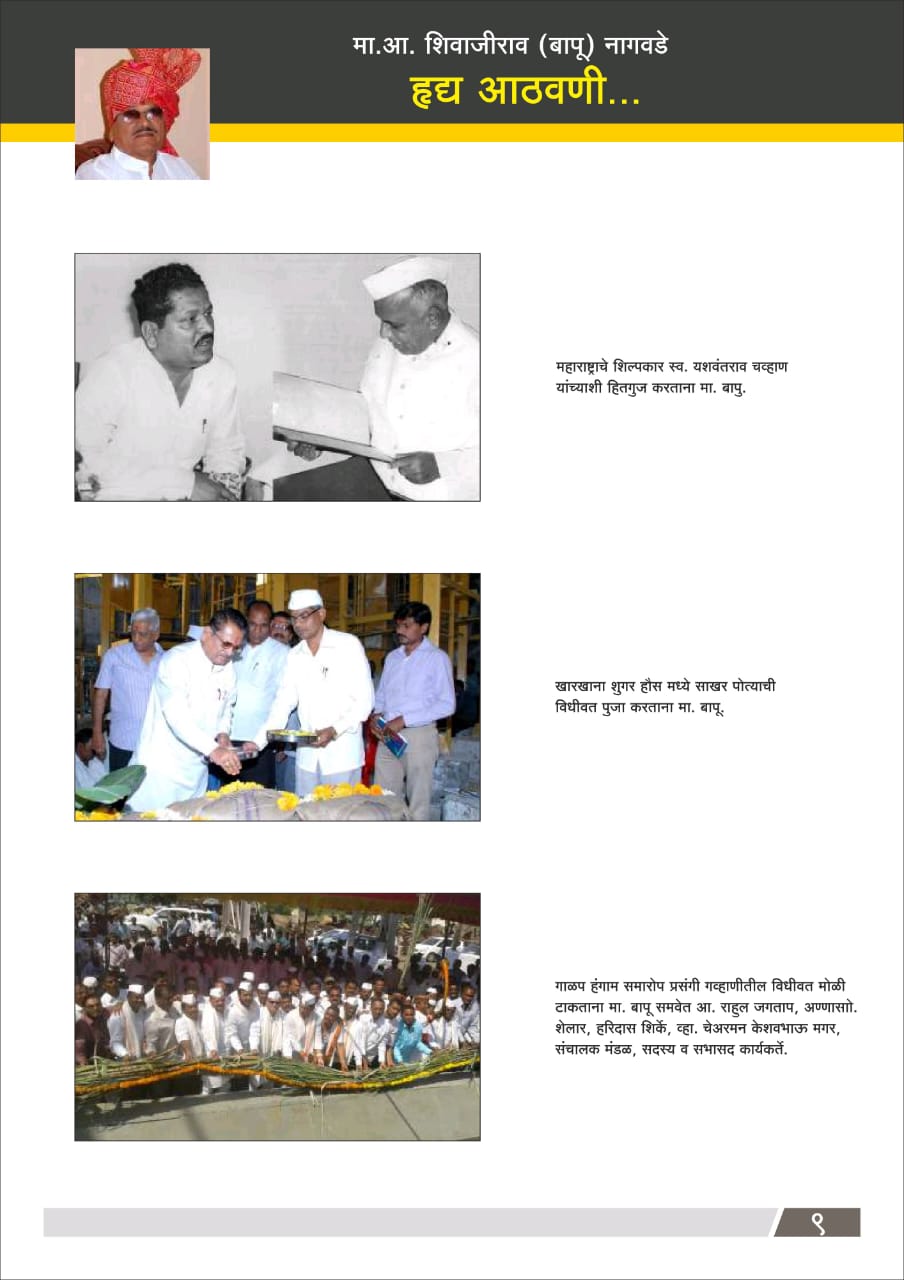 मा.आ. शिवाजीराव (बापू) नागवडे
हृद्य आठवणी...
महाराष्ट्राचे शिल्पकार स्व. यशवंतराव चव्हाण
यांच्याशी हितगुज करताना मा. बापु.
खारखाना शुगर हौस मध्ये साखर पोत्याची
विधीवत पुजा करताना मा. बापू.
गाळप हंगाम समारोप प्रसंगी गव्हाणीतील विधीवत मोळी
टाकताना मा. बापू समवेत आ. राहुल जगताप, अण्णासाो.
शेलार, हरिदास शिर्के, व्हा. चेअरमन केशवभाऊ मगर,
संचालक मंडळ, सदस्य व सभासद कार्यकर्ते.
९